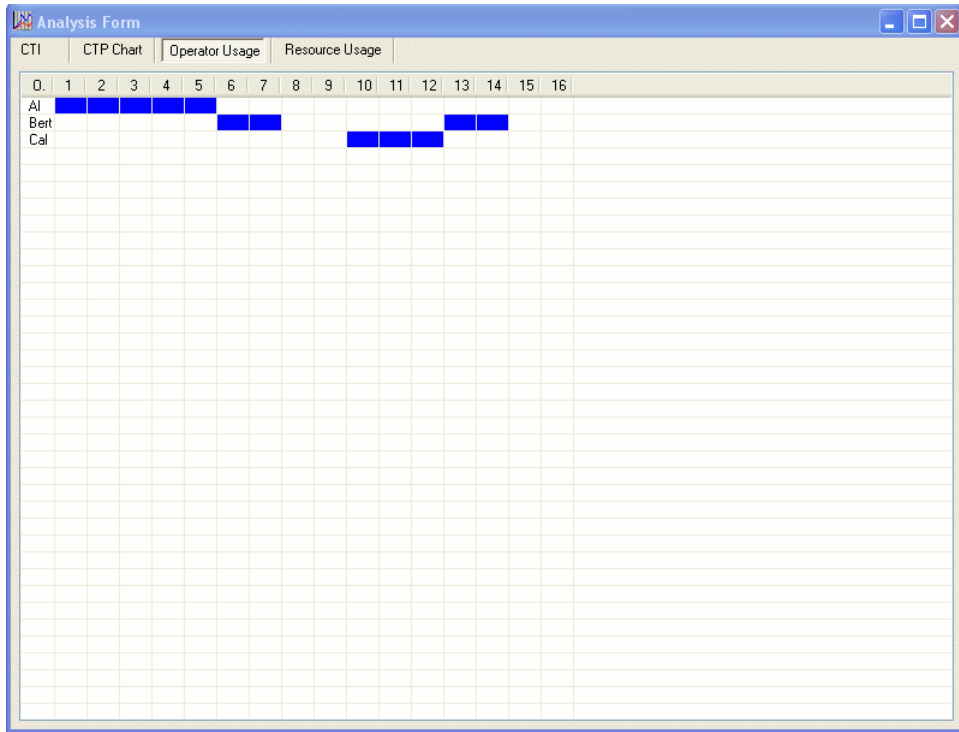 Analysis Form
CTI CTP Chart Operator Usage Resource Usage
O. 1 2 3 4 5 6 7 8 9 10 11 12 13 14 15 16
Al
Bert
Cal